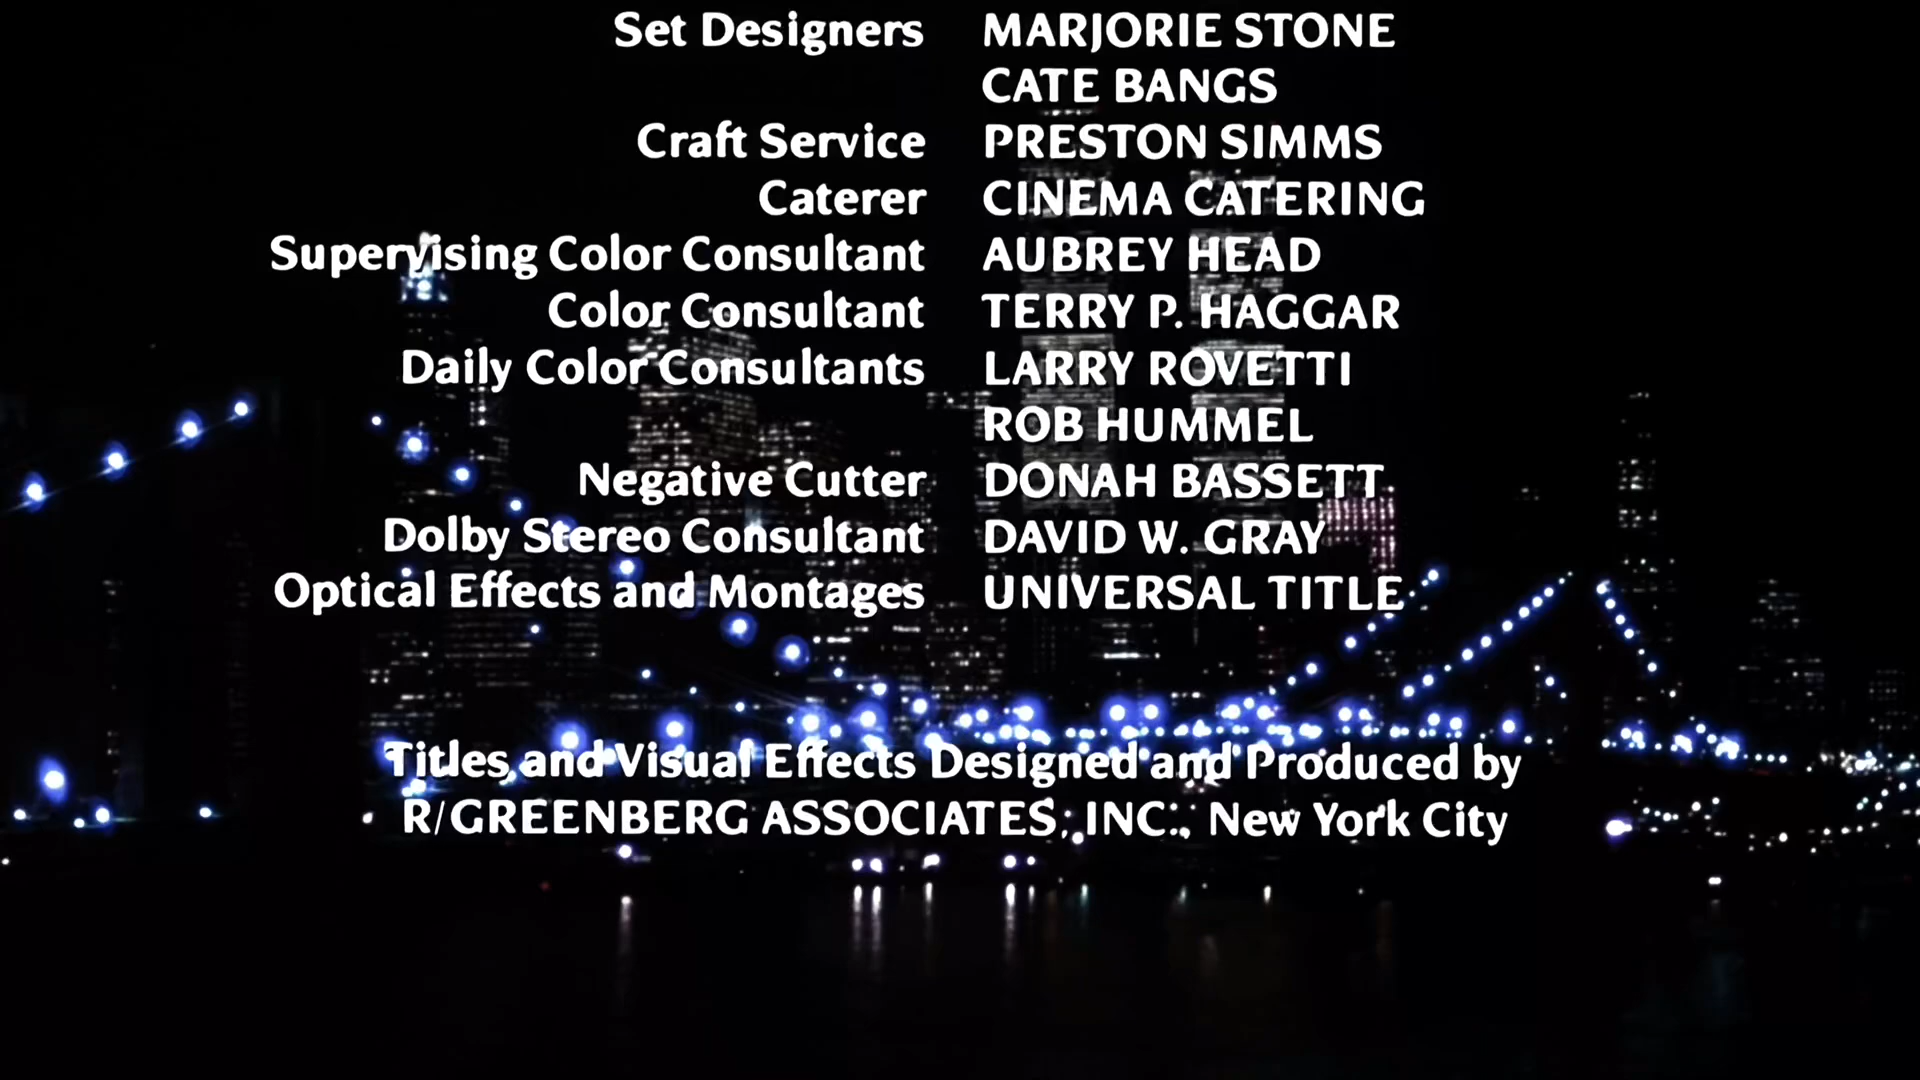 Set Designers MARJORIE STONE
CATE BANGS
Craft Service PRESTON SIMMS
Caterer CINEMA CATERING
Supervising Color Consultant AUBREY HEAD
Color Consultant TERRY P. HAGGAR
Daily Color Consultants LARRY ROVETTI
ROB HUMMEL
Negative Cutter DONAH BASSETT
Dolby Stereo Consultant DAVID W. GRAY
Optical Effects and Montages UNIVERSAL TITLE
Titles and Visual Effects Designed and Produced by
R/GREENBERG ASSOCIATES, INC., New York City